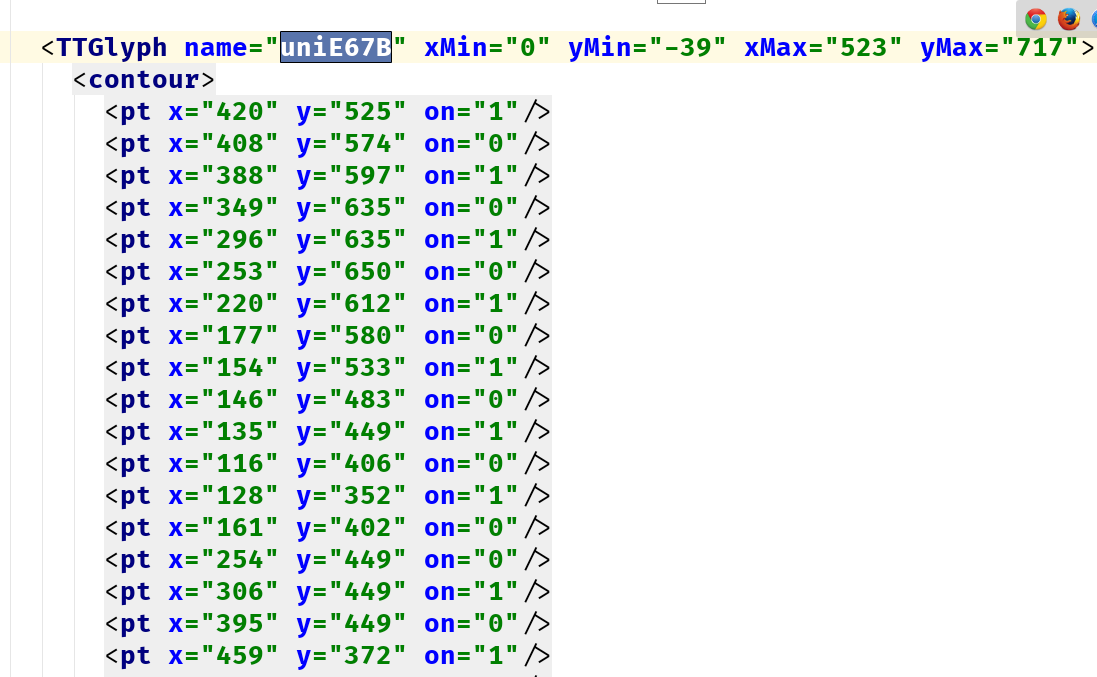 <TTGlyph name="uniE67B" xMin="0" yMin="-39" xMax="523" yMax="717">
<contour>
<pt x="420" y="525" on="1"/>
<pt x="408" y="574" on="0"/>
<pt x="388" y="597" on="1"/>
<pt x="349" y="635" on="0"/>
<pt x="296" y="635" on="1"/>
<pt x="253" y="650" on="0"/>
<pt x="220" y="612" on="1"/>
<pt x="177" y="580" on="0"/>
<pt x="154" y="533" on="1"/>
<pt x="146" y="483" on="0"/>
<pt x="135" y="449" on="1"/>
<pt x="116" y="406" on="0"/>
<pt x="128" y="352" on="1"/>
<pt x="161" y="402" on="0"/>
<pt x="254" y="449" on="0"/>
<pt x="306" y="449" on="1"/>
<pt x="395" y="449" on="0"/>
<pt x="459" y="372" on="1"/>